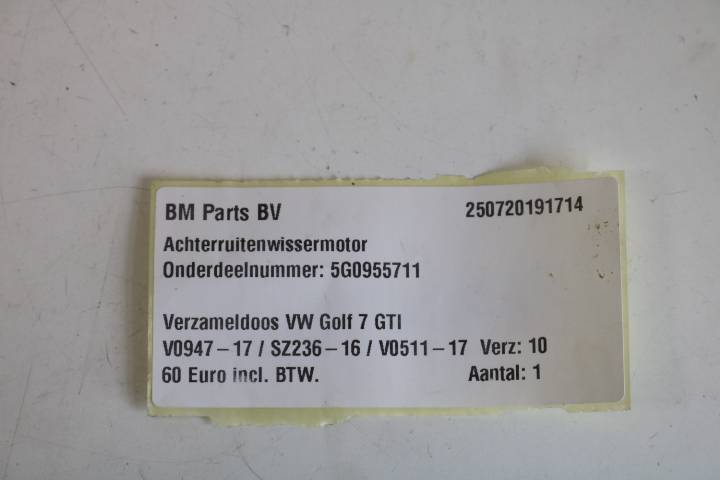 BM Parts BV 250720191714
Achterruitenwissermotor
Onderdeelnummer: 5G0955711
Verzameldoos VW Golf 7 GTI
V0947-17 / SZ236-16 / V0511-17 Verz: 10
60 Euro incl. BTW. Aantal: 1